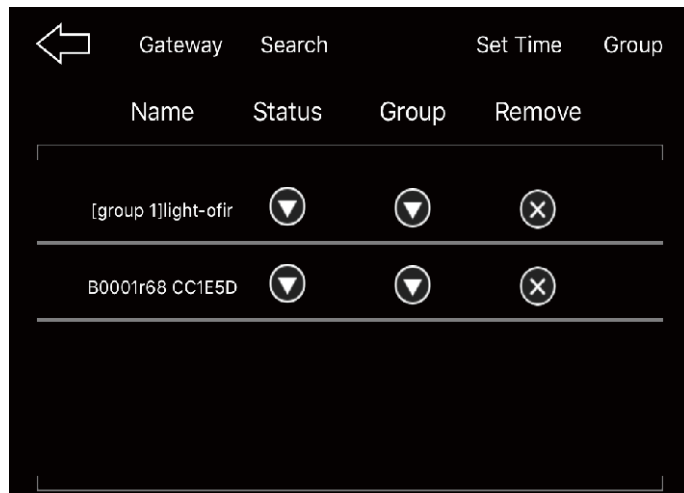 Gateway Search Set Time Group
Name Status Group Remove
[group 1]light-ofir
B0001r68 CC1E5D